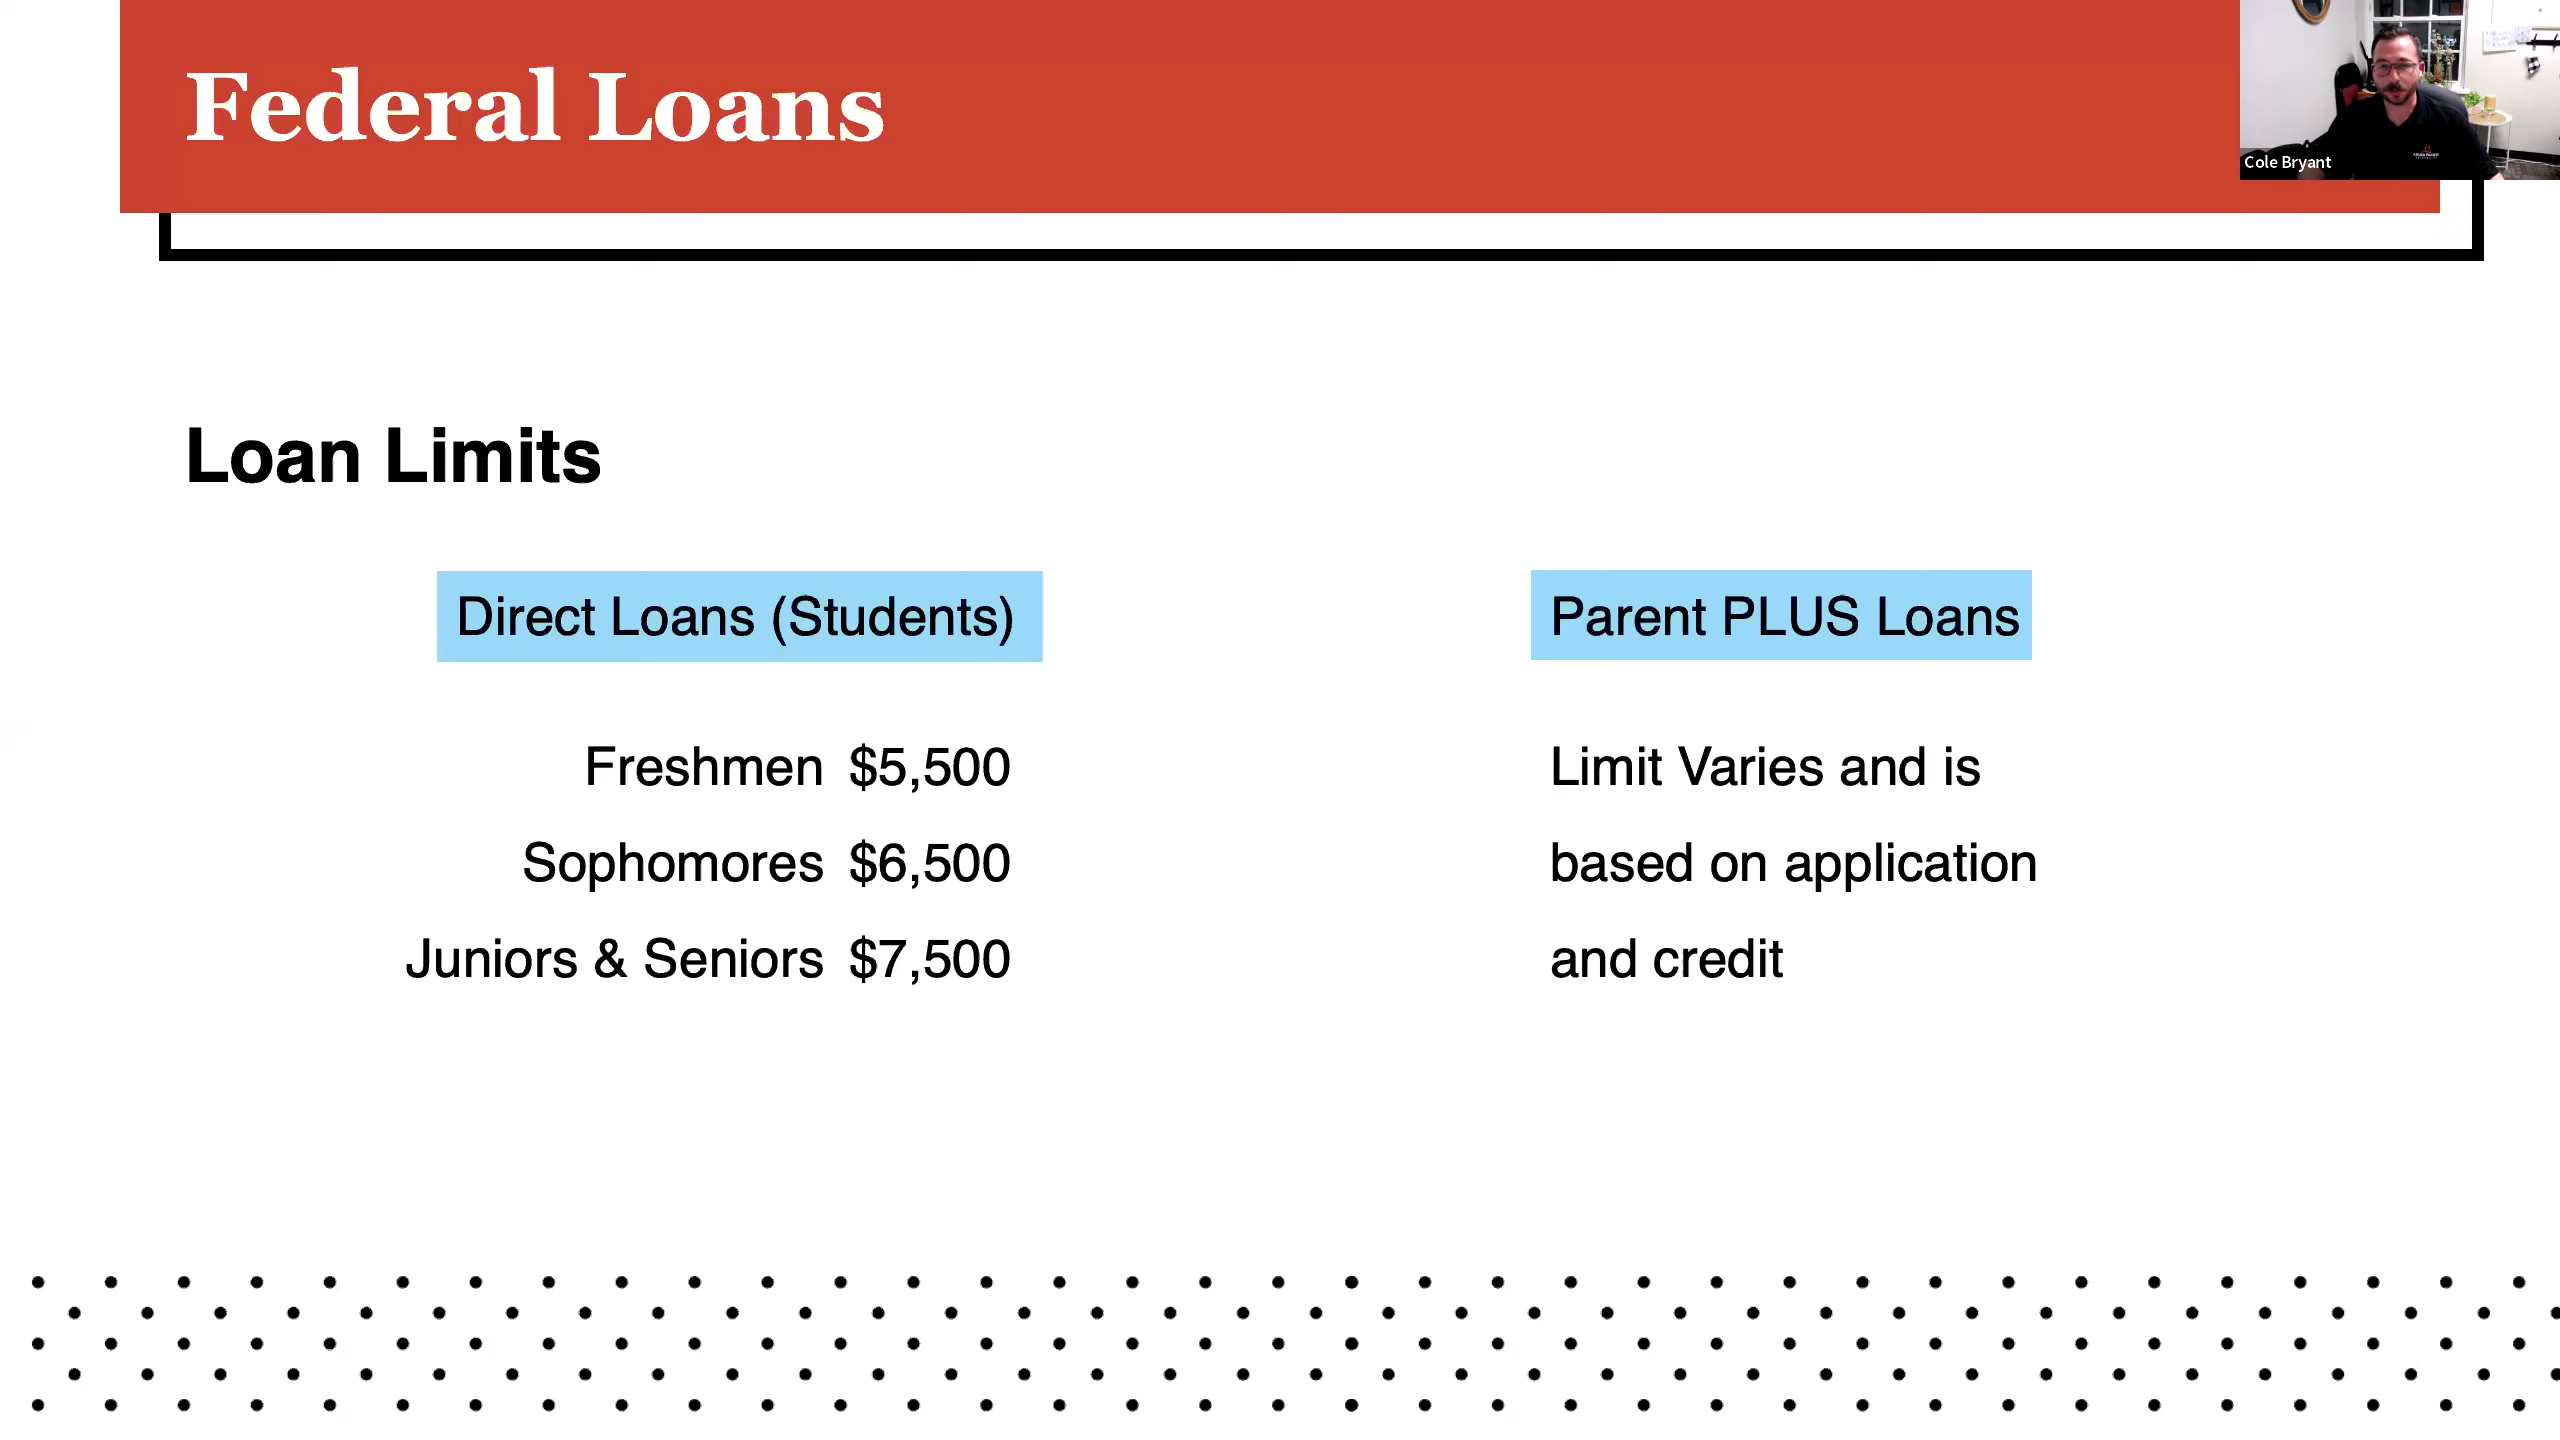 Federal Loans
Cole Bryant
Loan Limits
Direct Loans (Students)
Freshmen $5,500
Sophomores $6,500
Juniors & Seniors $7,500
Parent PLUS Loans
Limit Varies and is
based on application
and credit